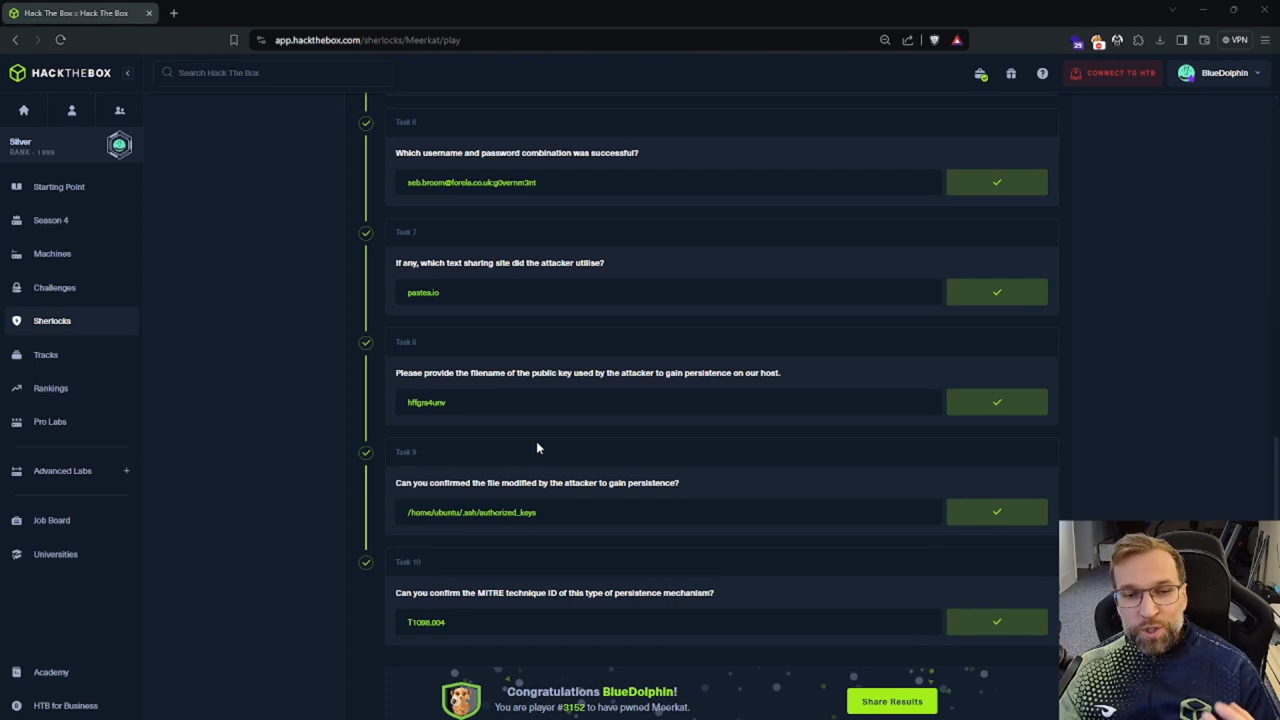 Hack The Box :: Hack The Box
app.hackthebox.com/sherlocks/Meerkat/play
29
VPN
HACKTHEBOX
Search Hack The Box
CONNECT TO HTB
BlueDolphin
Silver
RANK - 1999
Starting Point
Season 4
Machines
Challenges
Sherlocks
Tracks
Rankings
Pro Labs
Advanced Labs
Job Board
Universities
Academy
HTB for Business
Task 6
Which username and password combination was successful?
seb.broom@forela.co.uk:g0vernm3nt
Task 7
If any, which text sharing site did the attacker utilise?
pastes.io
Task 8
Please provide the filename of the public key used by the attacker to gain persistence on our host.
hffgra4unv
Task 9
Can you confirmed the file modified by the attacker to gain persistence?
/home/ubuntu/.ssh/authorized_keys
Task 10
Can you confirm the MITRE technique ID of this type of persistence mechanism?
T1098.004
Congratulations BlueDolphin!
You are player #3152 to have pwned Meerkat.
Share Results